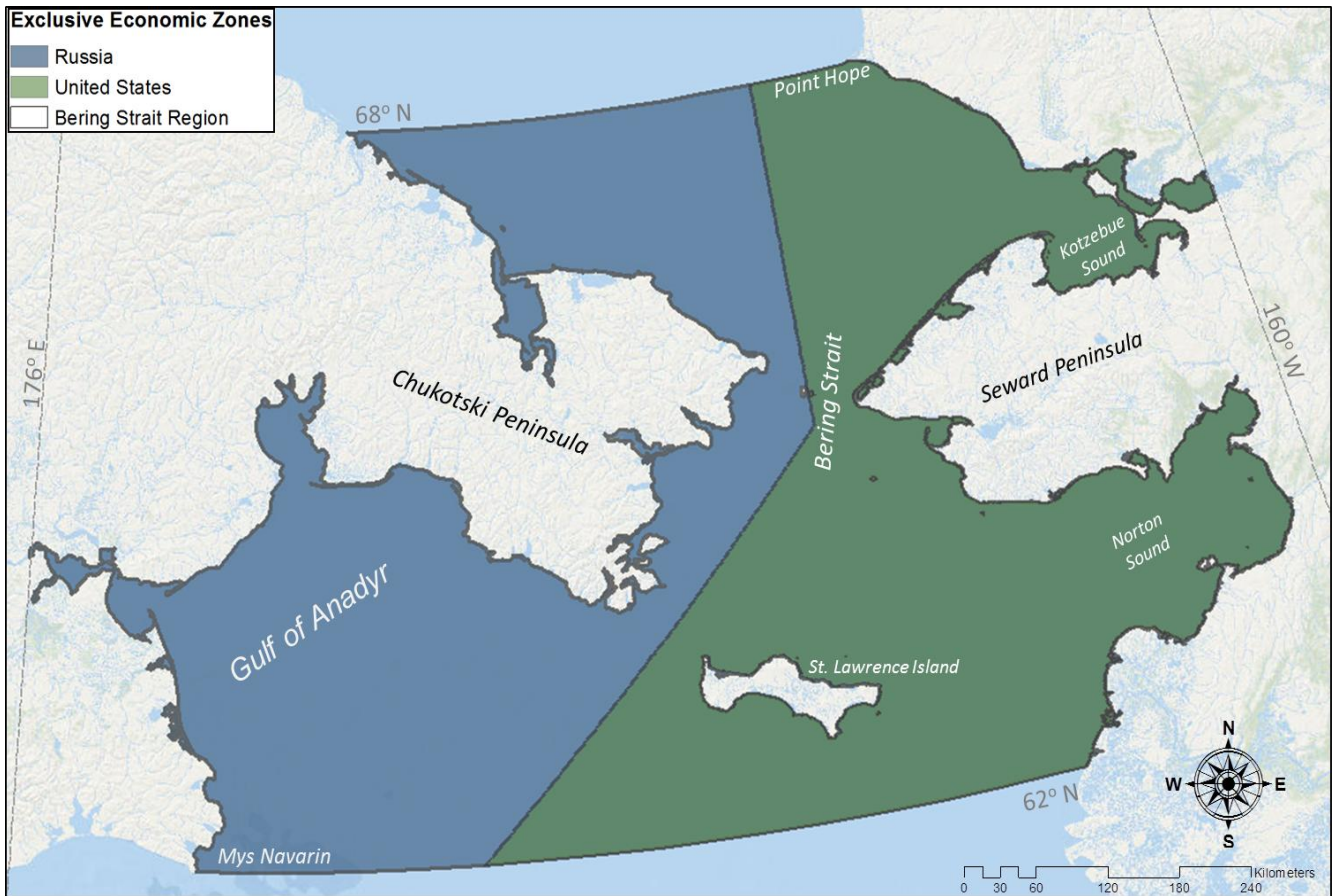 Exclusive Economic Zones
Russia
United States
Bering Strait Region
68° N
Point Hope
Kotzebue
Sound
176° E
160° W
Bering Strait
Seward Peninsula
Chukotski Peninsula
Norton
Sound
Gulf of Anadyr
St. Lawrence Island
N
W
E
S
62° N
Mys Navarin
Kilometers
0 30 60 120 180 240